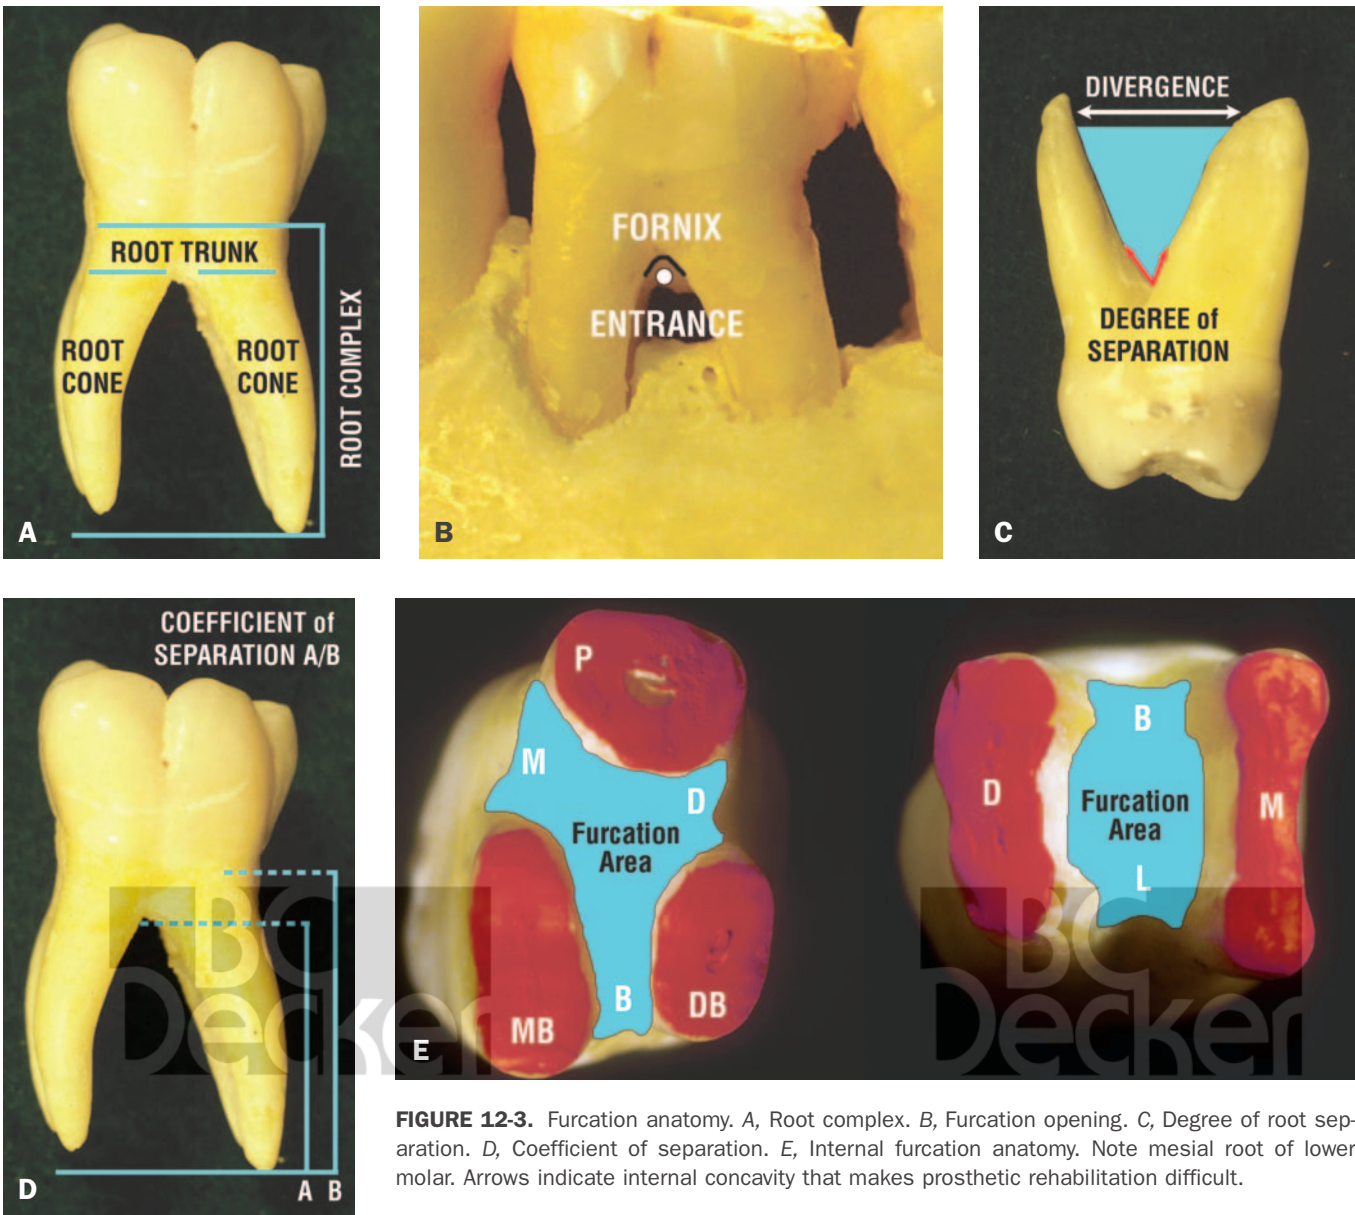 ROOT TRUNK
ROOT
CONE
ROOT
CONE
ROOT COMPLEX
A
FORNIX
ENTRANCE
B
DIVERGENCE
DEGREE of
SEPARATION
C
COEFFICIENT of
SEPARATION A/B
A B
D
P
M
D
Furcation
Area
B
MB
DB
E
D
B
Furcation
Area
L
M
BC
Decker
BC
Decker
FIGURE 12-3. Furcation anatomy. A, Root complex. B, Furcation opening. C, Degree of root sep-
aration. D, Coefficient of separation. E, Internal furcation anatomy. Note mesial root of lower
molar. Arrows indicate internal concavity that makes prosthetic rehabilitation difficult.